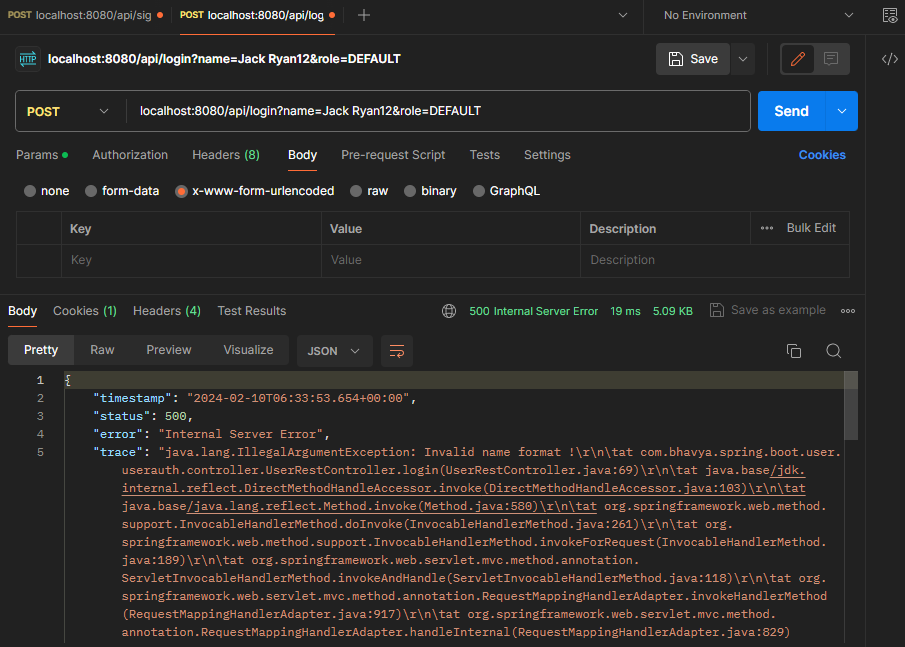 POST localhost:8080/api/sig
POST localhost:8080/api/log
No Environment
HTTP
localhost:8080/api/login?name=Jack Ryan12&role=DEFAULT
Save
POST
localhost:8080/api/login?name=Jack Ryan12&role=DEFAULT
Send
Params
Authorization
Headers (8)
Body
Pre-request Script
Tests
Settings
Cookies
none
form-data
x-www-form-urlencoded
raw
binary
GraphQL
Key
Value
Description
Bulk Edit
Key
Value
Description
Body
Cookies (1)
Headers (4)
Test Results
500 Internal Server Error
19 ms
5.09 KB
Save as example
Pretty
Raw
Preview
Visualize
JSON
1 {
2 "timestamp": "2024-02-10T06:33:53.654+00:00",
3 "status": 500,
4 "error": "Internal Server Error",
5 "trace": "java.lang.IllegalArgumentException: Invalid name format !\r\n\tat com.bhavya.spring.boot.user.
userauth.controller.UserRestController.login(UserRestController.java:69)\r\n\tat java.base/jdk.
internal.reflect.DirectMethodHandleAccessor.invoke(DirectMethodHandleAccessor.java:103)\r\n\tat
java.base/java.lang.reflect.Method.invoke(Method.java:580)\r\n\tat org.springframework.web.method.
support.InvocableHandlerMethod.doInvoke(InvocableHandlerMethod.java:261)\r\n\tat org.
springframework.web.method.support.InvocableHandlerMethod.invokeForRequest(InvocableHandlerMethod.
java:189)\r\n\tat org.springframework.web.servlet.mvc.method.annotation.
ServletInvocableHandlerMethod.invokeAndHandle(ServletInvocableHandlerMethod.java:118)\r\n\tat org.
springframework.web.servlet.mvc.method.annotation.RequestMappingHandlerAdapter.invokeHandlerMethod
(RequestMappingHandlerAdapter.java:917)\r\n\tat org.springframework.web.servlet.mvc.method.
annotation.RequestMappingHandlerAdapter.handleInternal(RequestMappingHandlerAdapter.java:829)